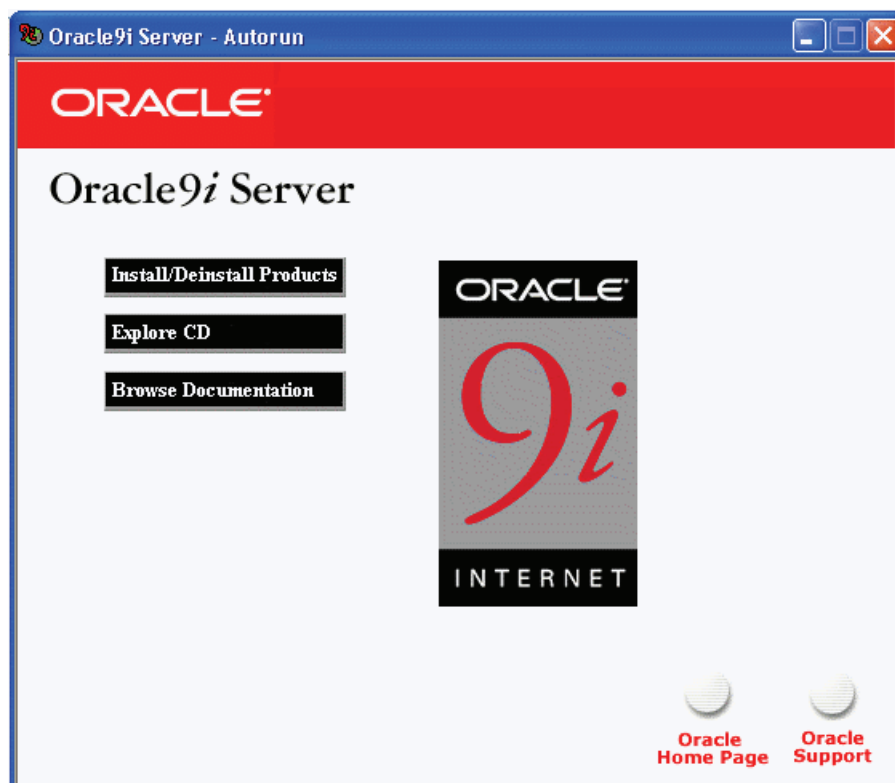 Oracle9i Server - Autorun
ORACLE
Oracle9i Server
Install/Deinstall Products
Explore CD
Browse Documentation
ORACLE
9i
INTERNET
Oracle
Home Page
Oracle
Support